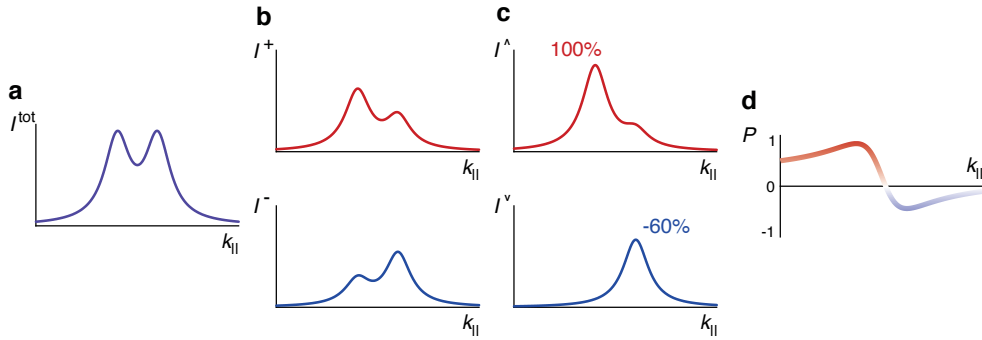 a
I^tot
k||
b
I^+
k||
I^-
k||
c
I^∧
100%
k||
I^∨
-60%
k||
d
P
1
0
-1
k||